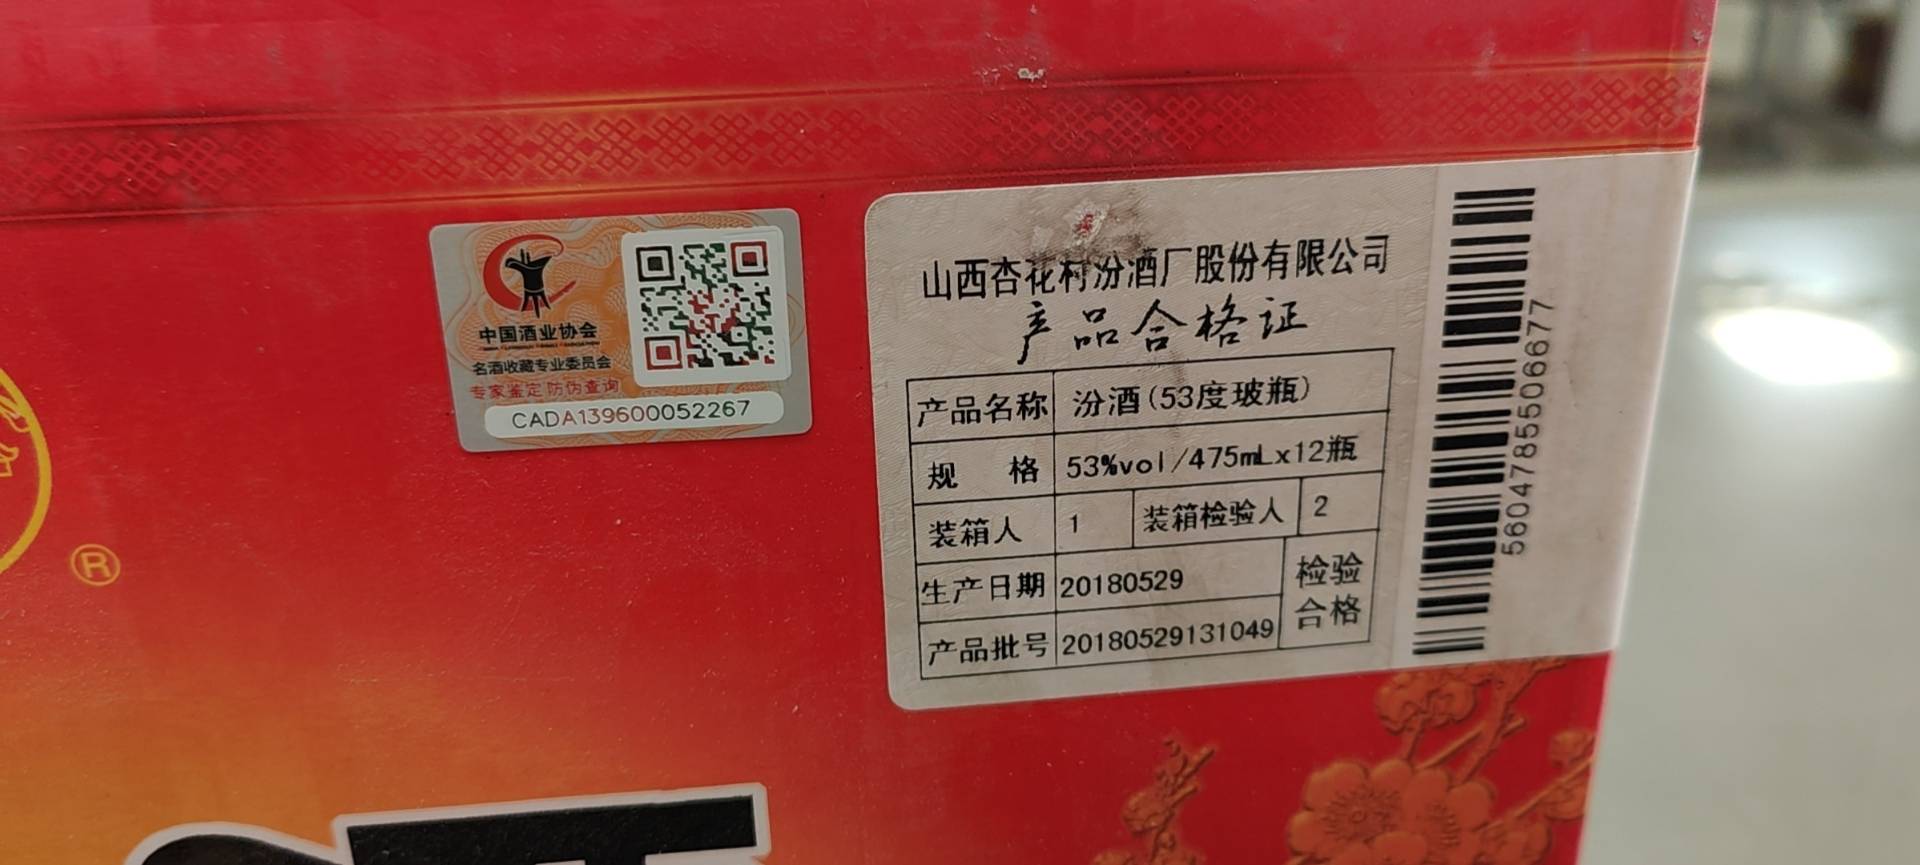 中国酒业协会
名酒收藏专业委员会
专家鉴定 防伪查询
CADA139600052267
®
山西杏花村汾酒厂股份有限公司
产品合格证
产品名称 汾酒(53度玻瓶)
规 格 53%vol/475mLx12瓶
装箱人 1 装箱检验人 2
生产日期 20180529
检验合格
产品批号 20180529131049
5604785506677